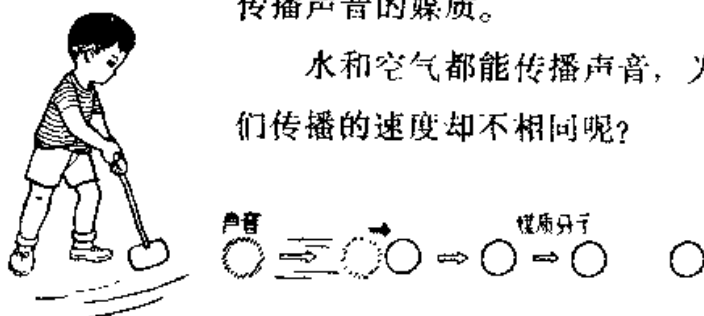 传播声音的媒质。
水和空气都能传播声音，
们传播的速度却不相同呢？
声音
媒质分子